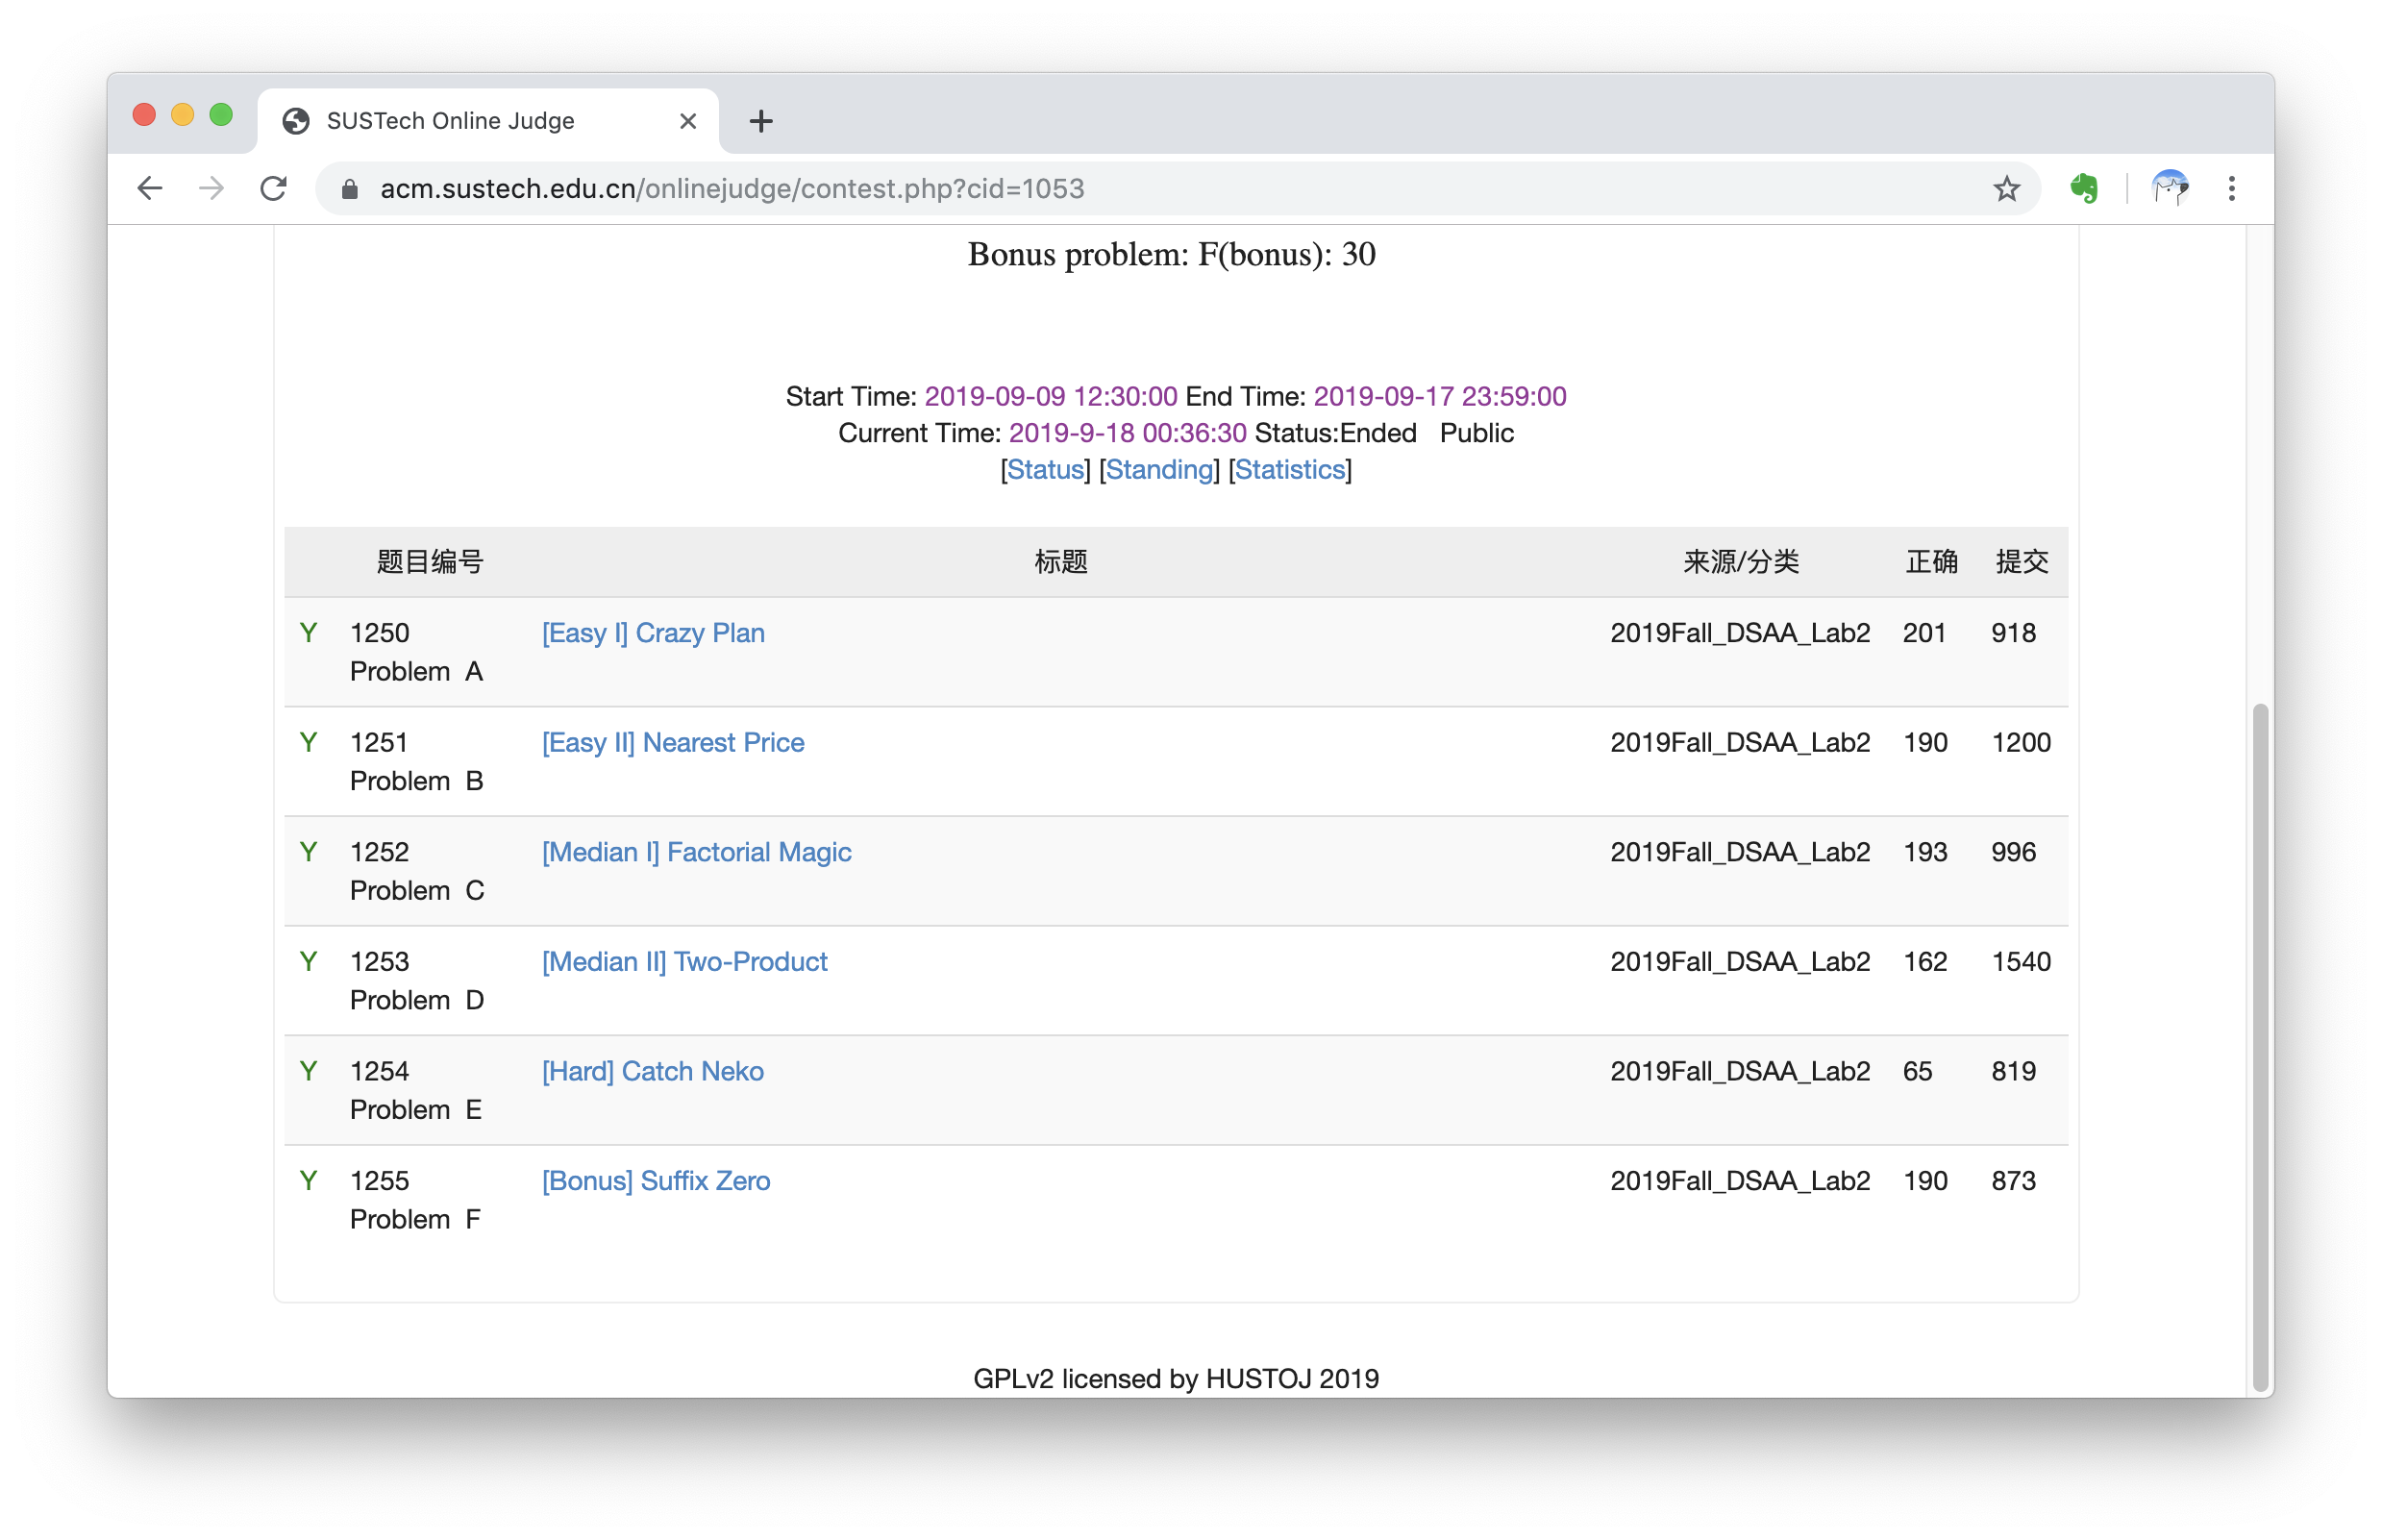 SUSTech Online Judge
acm.sustech.edu.cn/onlinejudge/contest.php?cid=1053
Bonus problem: F(bonus): 30
Start Time: 2019-09-09 12:30:00 End Time: 2019-09-17 23:59:00
Current Time: 2019-9-18 00:36:30 Status:Ended Public
[Status] [Standing] [Statistics]
题目编号 标题 来源/分类 正确 提交
Y 1250 [Easy I] Crazy Plan 2019Fall_DSAA_Lab2 201 918
Problem A
Y 1251 [Easy II] Nearest Price 2019Fall_DSAA_Lab2 190 1200
Problem B
Y 1252 [Median I] Factorial Magic 2019Fall_DSAA_Lab2 193 996
Problem C
Y 1253 [Median II] Two-Product 2019Fall_DSAA_Lab2 162 1540
Problem D
Y 1254 [Hard] Catch Neko 2019Fall_DSAA_Lab2 65 819
Problem E
Y 1255 [Bonus] Suffix Zero 2019Fall_DSAA_Lab2 190 873
Problem F
GPLv2 licensed by HUSTOJ 2019